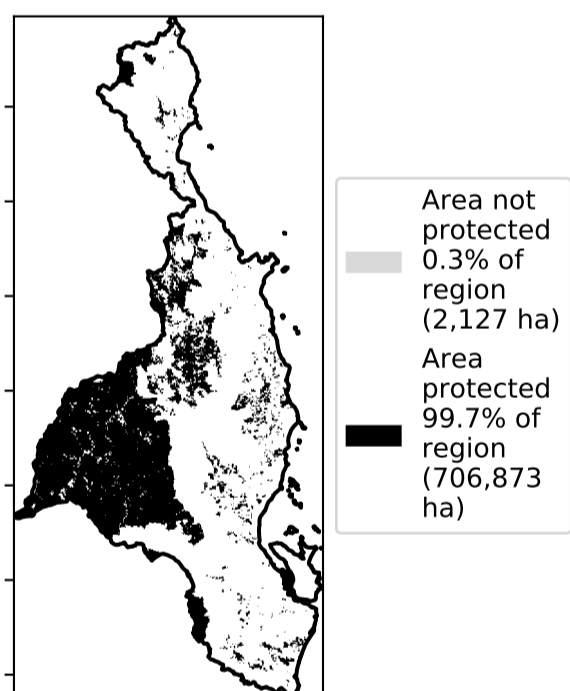 Area not
protected
0.3% of
region
(2,127 ha)
Area
protected
99.7% of
region
(706,873
ha)